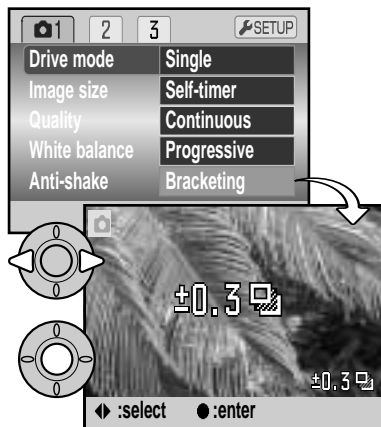 1 2 3 SETUP
Drive mode Single
Image size Self-timer
Quality Continuous
White balance Progressive
Anti-shake Bracketing
±0.3
±0.3
:select :enter